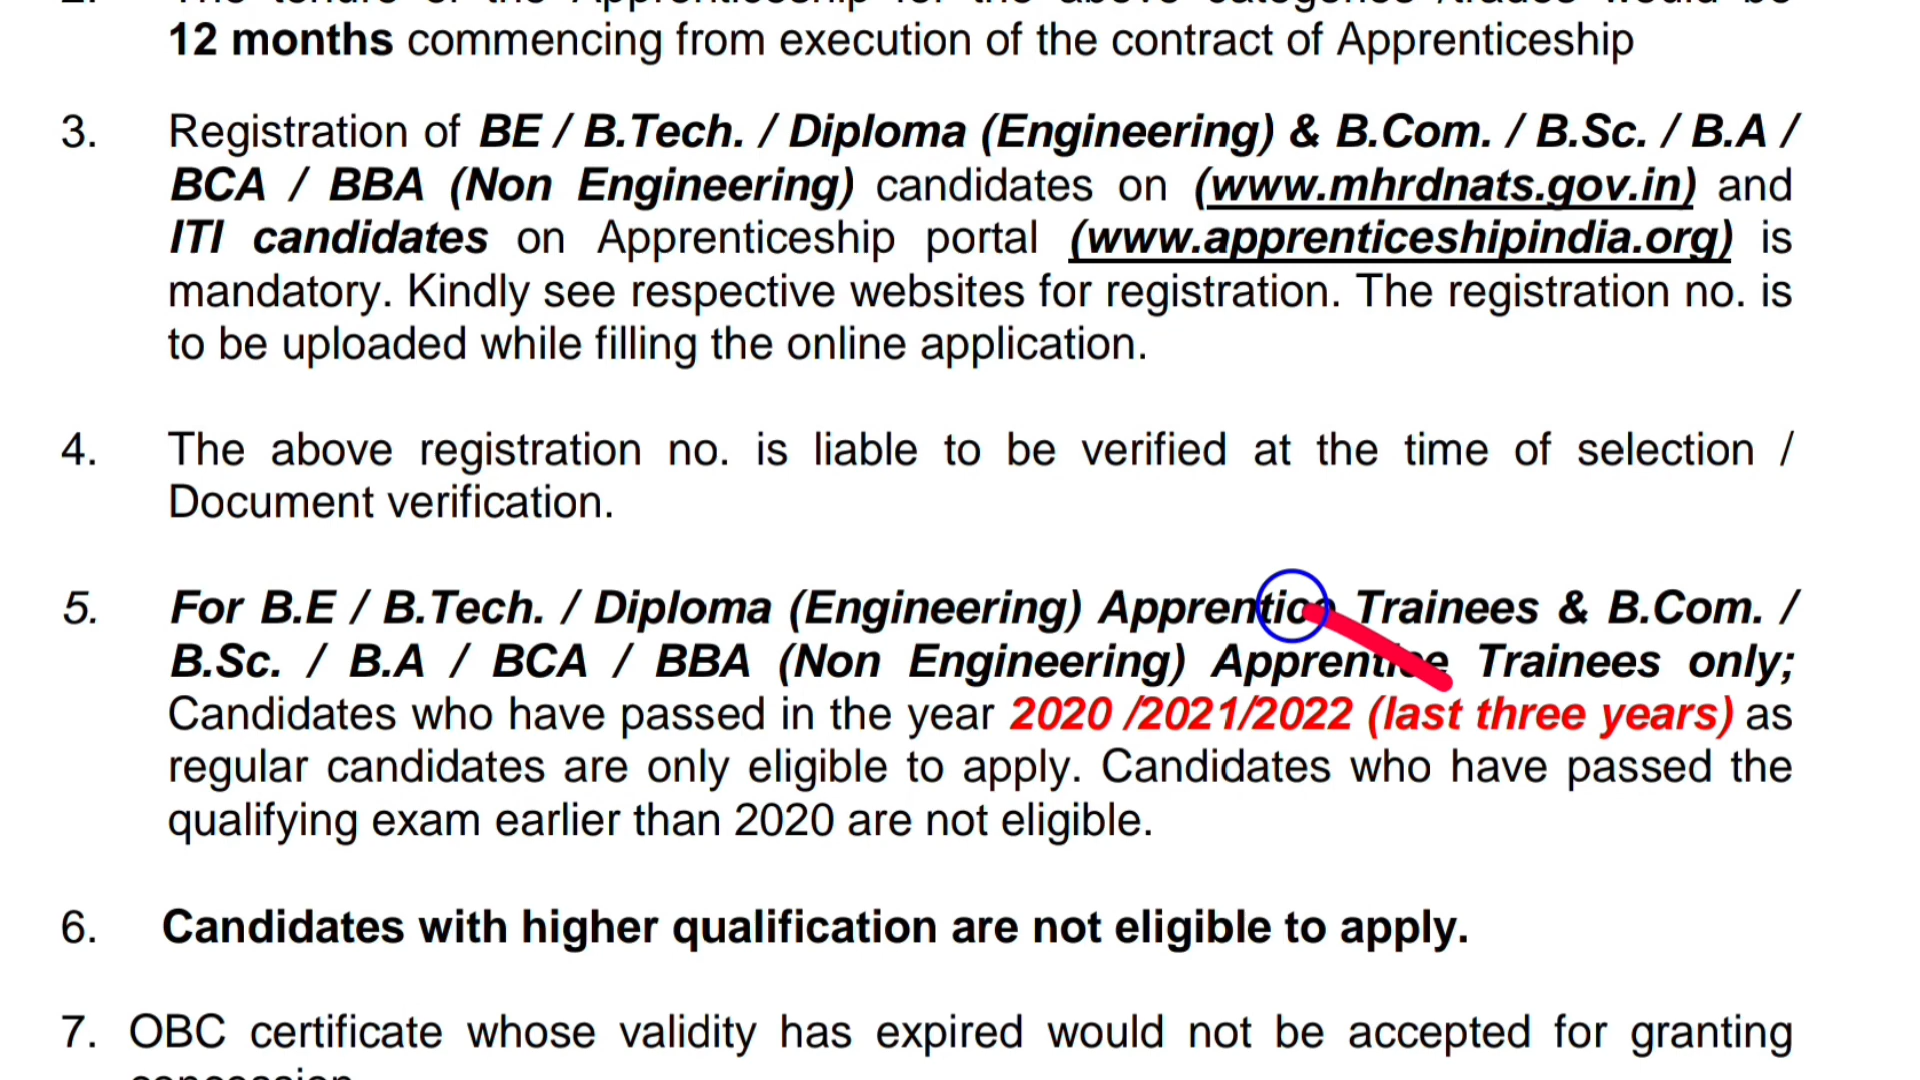 12 months commencing from execution of the contract of Apprenticeship
3. Registration of BE / B.Tech. / Diploma (Engineering) & B.Com. / B.Sc. / B.A /
BCA / BBA (Non Engineering) candidates on (www.mhrdnats.gov.in) and
ITI candidates on Apprenticeship portal (www.apprenticeshipindia.org) is
mandatory. Kindly see respective websites for registration. The registration no. is
to be uploaded while filling the online application.
4. The above registration no. is liable to be verified at the time of selection /
Document verification.
5. For B.E / B.Tech. / Diploma (Engineering) Apprentice Trainees & B.Com. /
B.Sc. / B.A / BCA / BBA (Non Engineering) Apprentice Trainees only;
Candidates who have passed in the year 2020 /2021/2022 (last three years) as
regular candidates are only eligible to apply. Candidates who have passed the
qualifying exam earlier than 2020 are not eligible.
6. Candidates with higher qualification are not eligible to apply.
7. OBC certificate whose validity has expired would not be accepted for granting